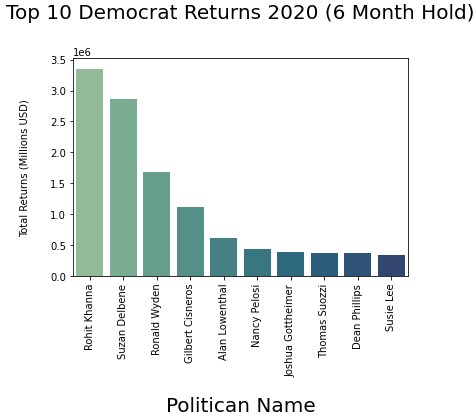 Top 10 Democrat Returns 2020 (6 Month Hold)
1e6
3.5
3.0
2.5
2.0
1.5
1.0
0.5
0.0
Total Returns (Millions USD)
Rohit Khanna
Suzan Delbene
Ronald Wyden
Gilbert Cisneros
Alan Lowenthal
Nancy Pelosi
Joshua Gottheimer
Thomas Suozzi
Dean Phillips
Susie Lee
Politican Name